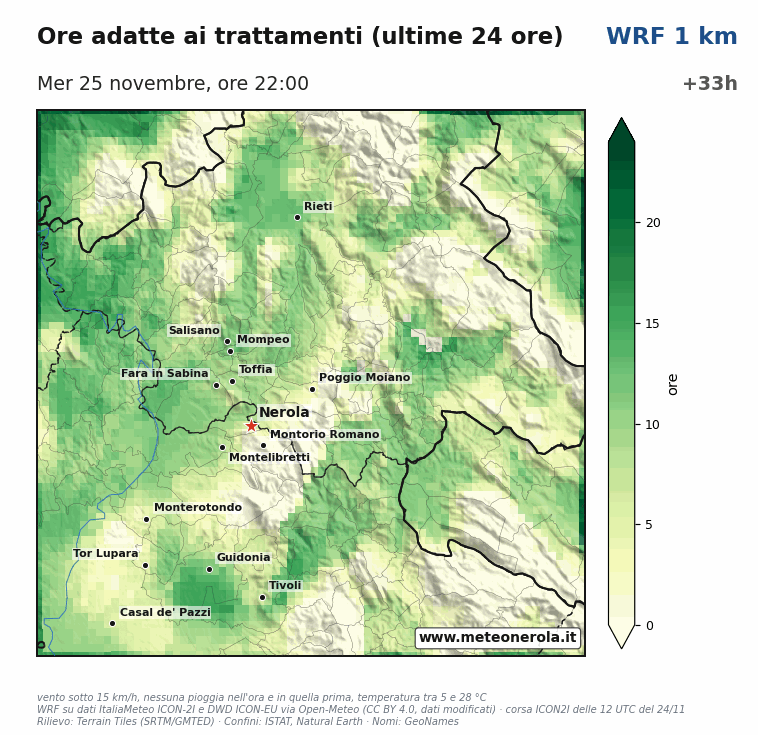 Ore adatte ai trattamenti (ultime 24 ore) WRF 1 km
Mer 25 novembre, ore 22:00 +33h
Rieti
Salisano
Mompeo
Fara in Sabina
Toffia
Poggio Moiano
Nerola
Montorio Romano
Montelibretti
Monterotondo
Tor Lupara
Guidonia
Tivoli
Casal de' Pazzi
www.meteonerola.it
20
15
10
5
0
ore
vento sotto 15 km/h, nessuna pioggia nell'ora e in quella prima, temperatura tra 5 e 28 °C
WRF su dati ItaliaMeteo ICON-2I e DWD ICON-EU via Open-Meteo (CC BY 4.0, dati modificati) · corsa ICON2I delle 12 UTC del 24/11
Rilievo: Terrain Tiles (SRTM/GMTED) · Confini: ISTAT, Natural Earth · Nomi: GeoNames